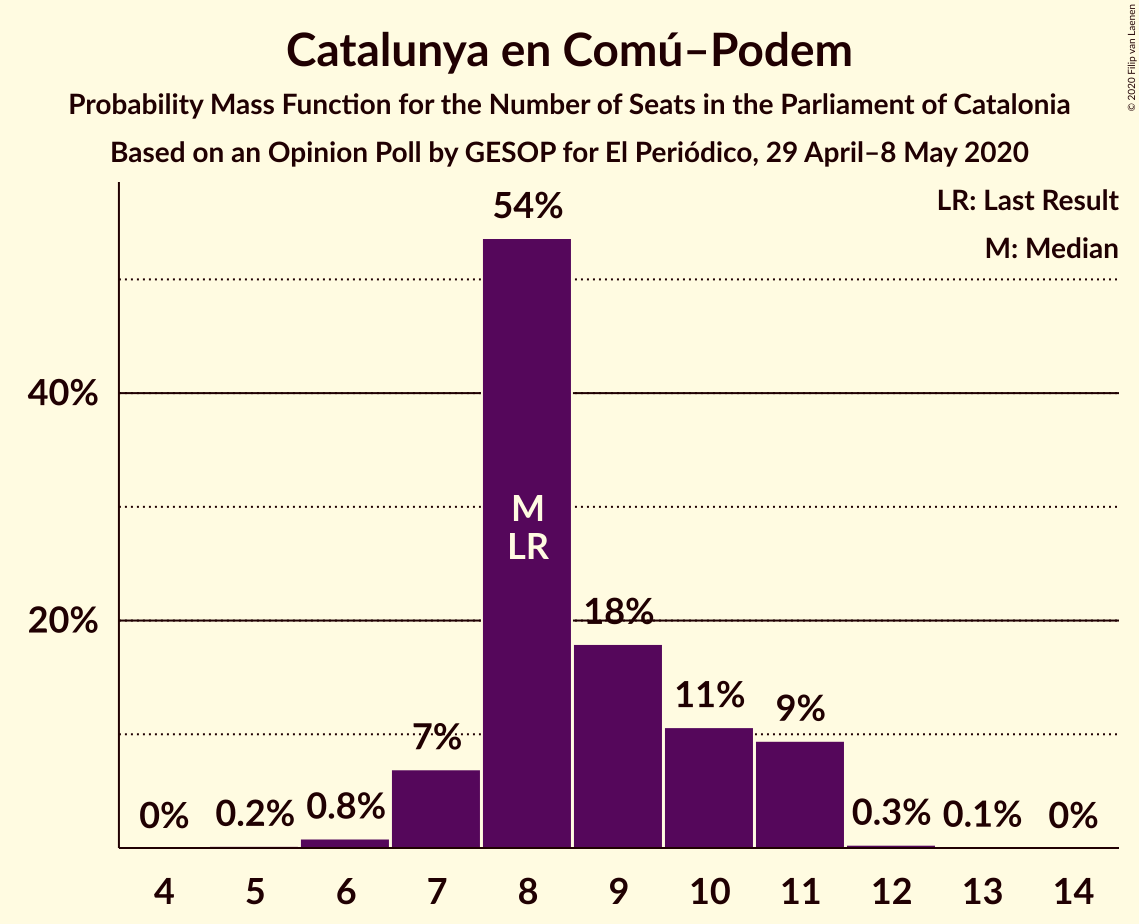 Catalunya en Comú–Podem
Probability Mass Function for the Number of Seats in the Parliament of Catalonia
Based on an Opinion Poll by GESOP for El Periódico, 29 April–8 May 2020
© 2020 Filip van Laenen
LR: Last Result
M: Median
54%
40%
M
LR
20%
18%
11%
9%
7%
0%
0.2%
0.8%
0.3%
0.1%
0%
4 5 6 7 8 9 10 11 12 13 14